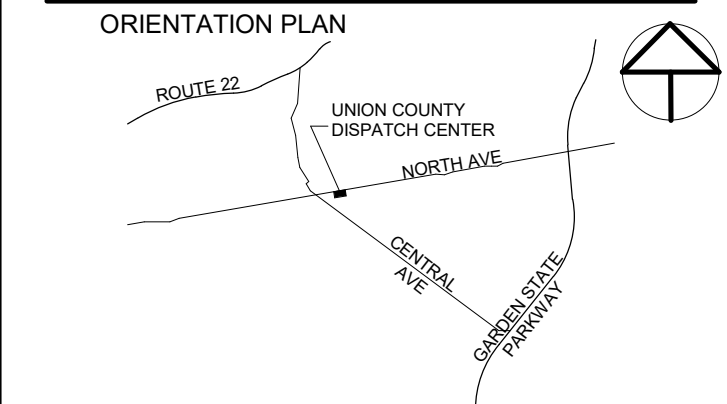 ORIENTATION PLAN
ROUTE 22
UNION COUNTY
DISPATCH CENTER
NORTH AVE
CENTRAL
AVE
GARDEN STATE
PARKWAY